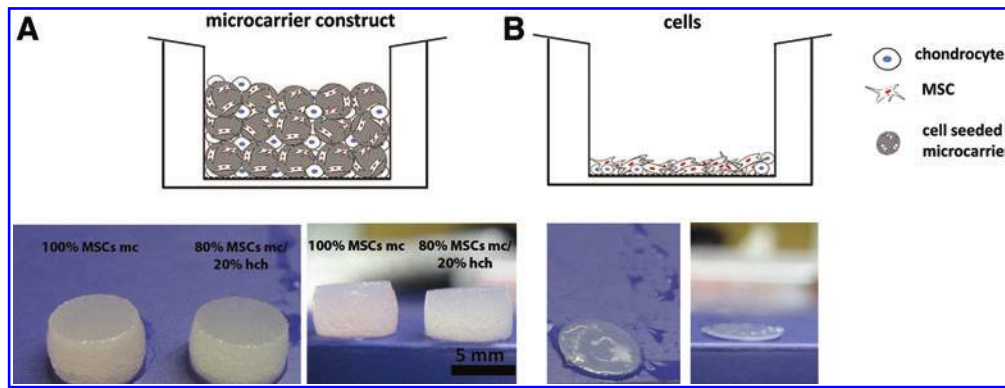 A
microcarrier construct
B
cells
chondrocyte
MSC
cell seeded
microcarrier
100% MSCs mc
80% MSCs mc/
20% hch
100% MSCs mc
80% MSCs mc/
20% hch
5 mm